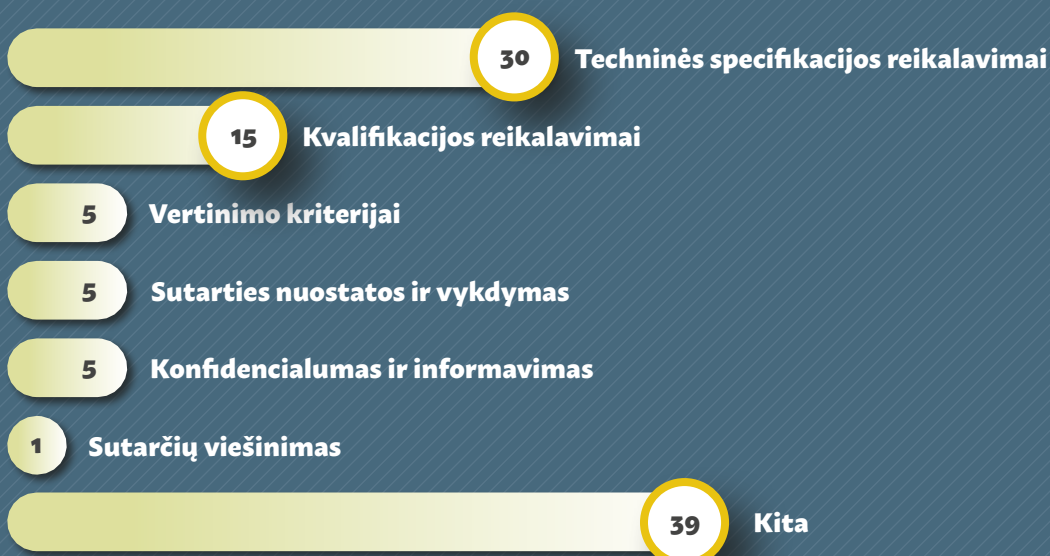 30 Techninės specifikacijos reikalavimai
15 Kvalifikacijos reikalavimai
5 Vertinimo kriterijai
5 Sutarties nuostatos ir vykdymas
5 Konfidencialumas ir informavimas
1 Sutarčių viešinimas
39 Kita